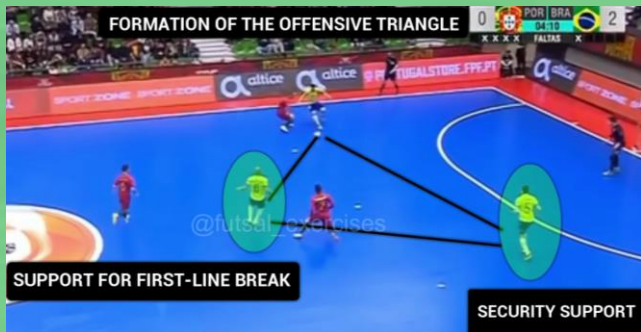 FORMATION OF THE OFFENSIVE TRIANGLE
0 POR BRA 2
04:10
X X X X FALTAS X
altice
altice
PORTUGALSTORE.FPF.PT
SPORT ZONE SPORT ZONE
@futsal_exercises
SUPPORT FOR FIRST-LINE BREAK
SECURITY SUPPORT